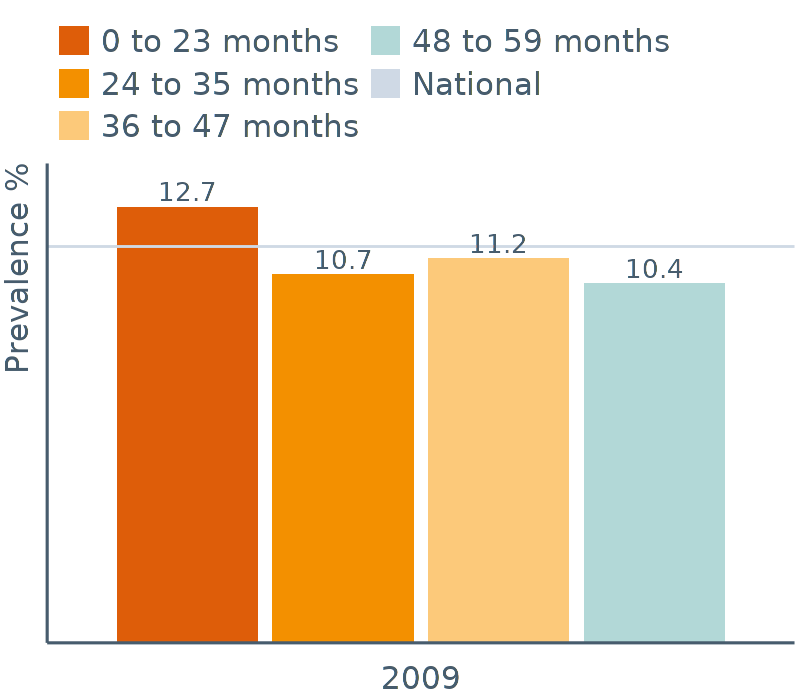 0 to 23 months
24 to 35 months
36 to 47 months
48 to 59 months
National
Prevalence %
12.7
10.7
11.2
10.4
2009